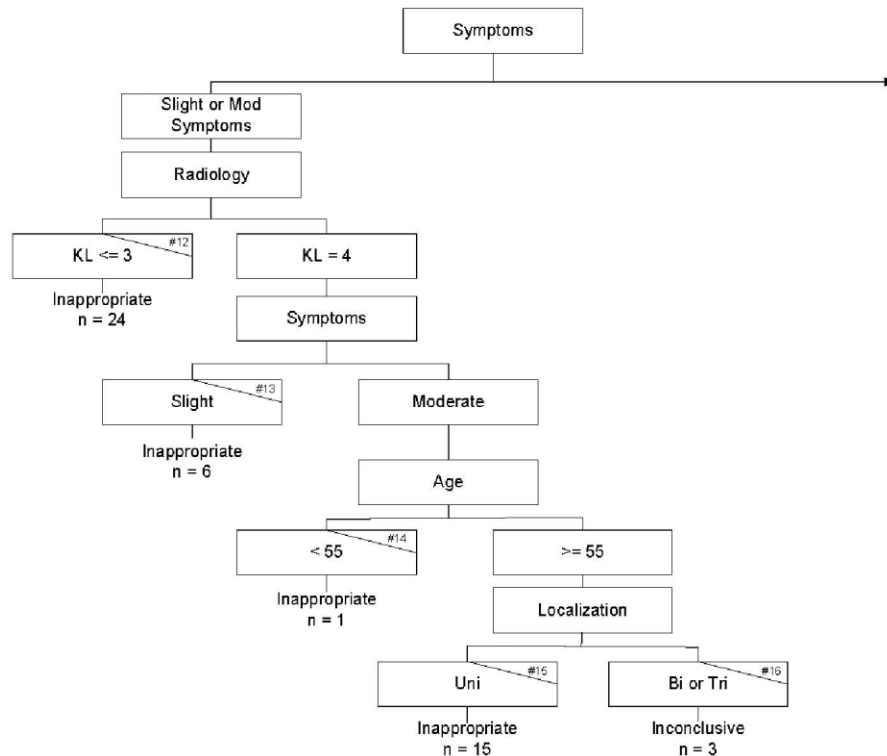 Symptoms
Slight or Mod
Symptoms
Radiology
#12
KL <= 3
KL = 4
Inappropriate
n = 24
Symptoms
#13
Slight
Moderate
Inappropriate
n = 6
Age
#14
< 55
>= 55
Inappropriate
n = 1
Localization
#15
Uni
#16
Bi or Tri
Inappropriate
n = 15
Inconclusive
n = 3